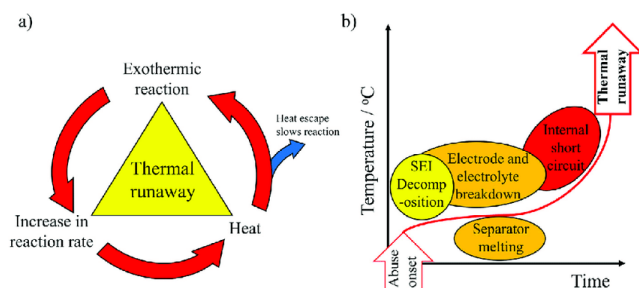 a)
Exothermic
reaction
Heat escape
slows reaction
Thermal
runaway
Increase in
reaction rate
Heat
b)
Temperature / °C
Thermal
runaway
Internal
short
circuit
SEI
Decomp
-osition
Electrode and
electrolyte
breakdown
Separator
melting
Abuse
onset
Time